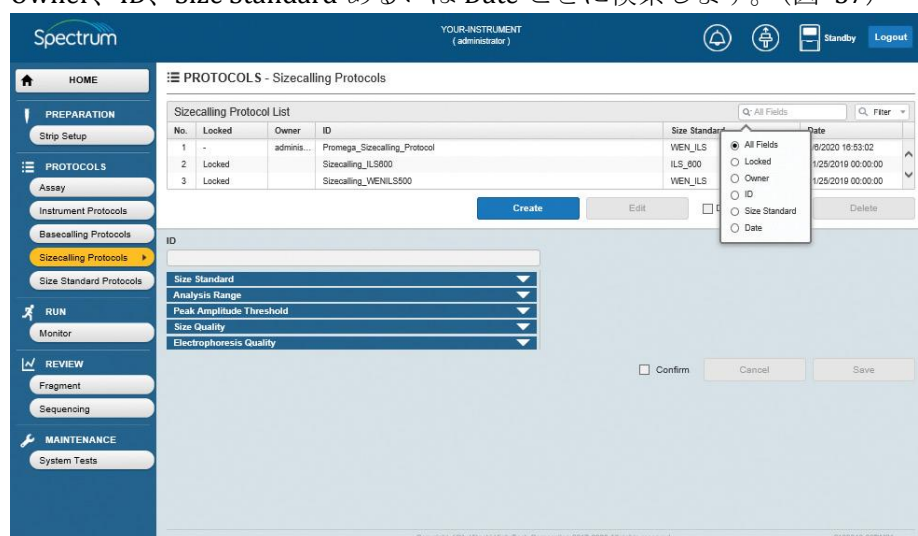 Owner、ID、Size Standard あるいは Date ごとに検索します。(図 37)
Spectrum
YOUR-INSTRUMENT
( administrator )
Standby
Logout
HOME
PREPARATION
Strip Setup
PROTOCOLS
Assay
Instrument Protocols
Basecalling Protocols
Sizecalling Protocols
Size Standard Protocols
RUN
Monitor
REVIEW
Fragment
Sequencing
MAINTENANCE
System Tests
PROTOCOLS - Sizecalling Protocols
Sizecalling Protocol List
All Fields
Filter
No. Locked Owner ID Size Standard Date
1 - adminis... Promega_Sizecalling_Protocol WEN_ILS /6/2020 16:53:02
2 Locked Sizecalling_ILS600 ILS_600 1/25/2019 00:00:00
3 Locked Sizecalling_WENILS500 WEN_ILS 1/25/2019 00:00:00
All Fields
Locked
Owner
ID
Size Standard
Date
Create
Edit
Delete
ID
Size Standard
Analysis Range
Peak Amplitude Threshold
Size Quality
Electrophoresis Quality
Confirm
Cancel
Save